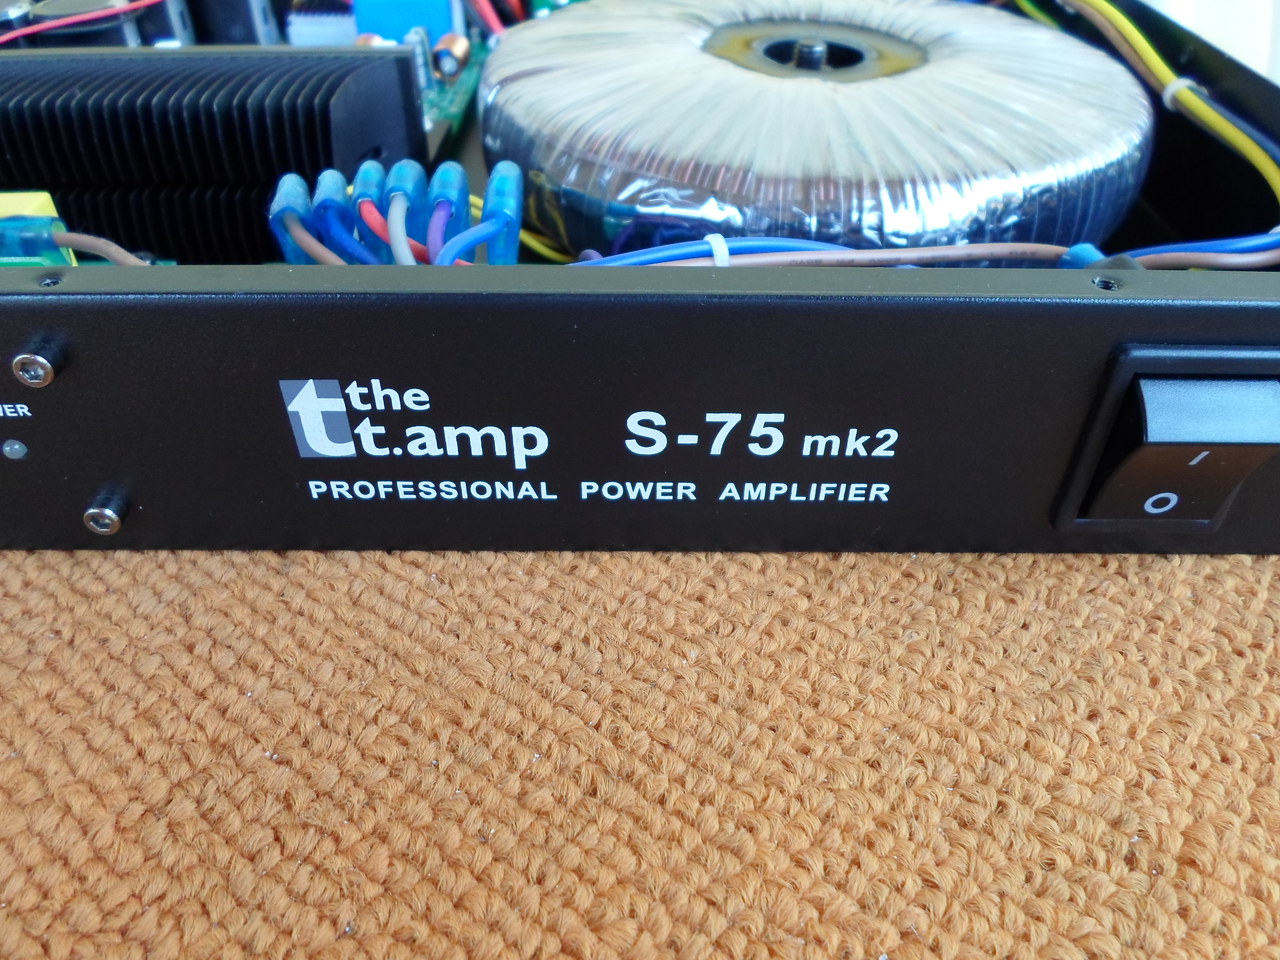 the
t.amp
S-75 mk2
PROFESSIONAL POWER AMPLIFIER
I
O